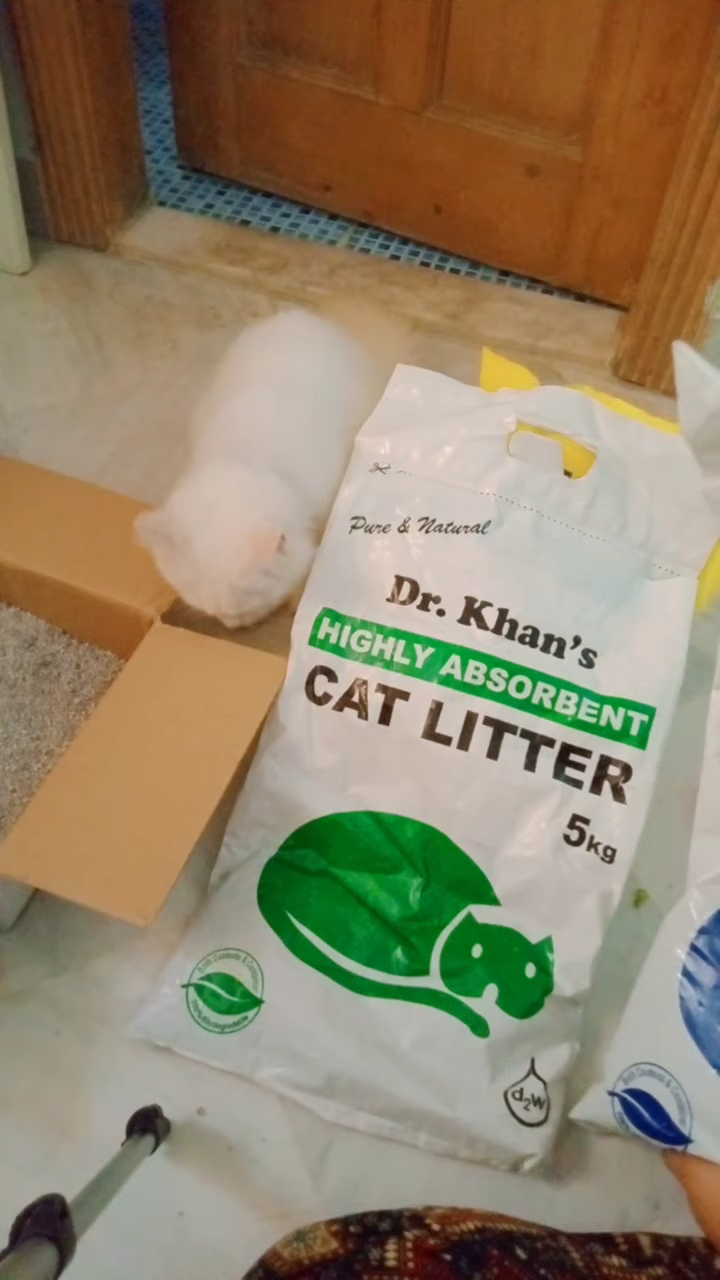 Pure & Natural
Dr. Khan's
HIGHLY ABSORBENT
CAT LITTER
5kg
d2w